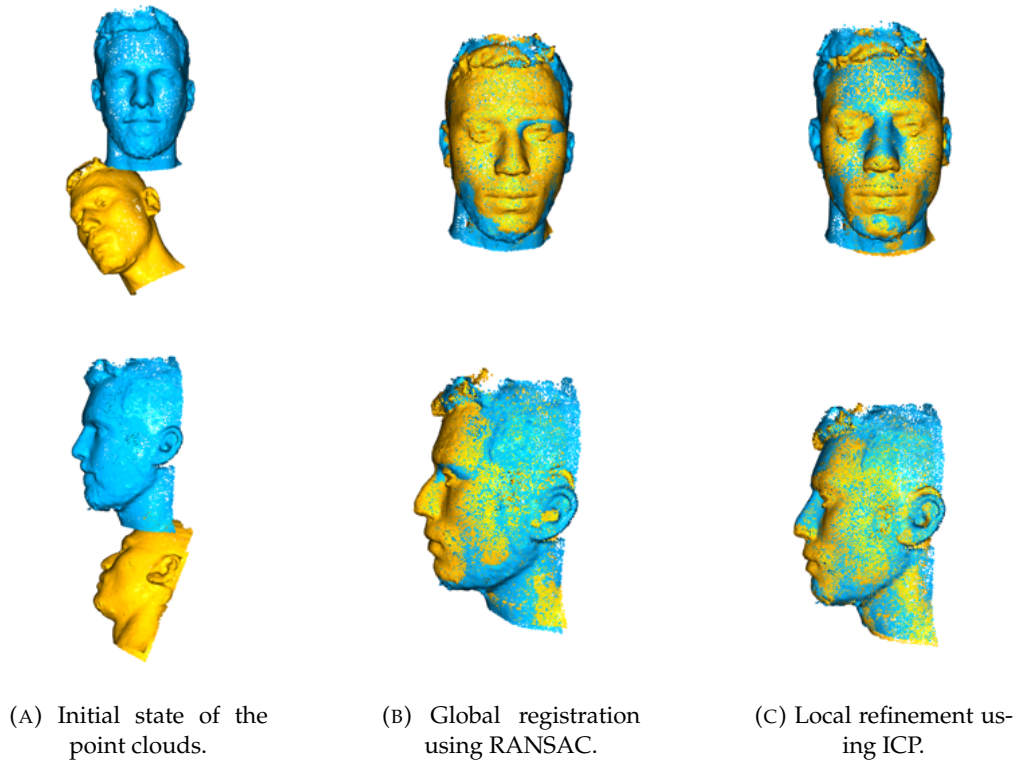 (A) Initial state of the
point clouds.
(B) Global registration
using RANSAC.
(C) Local refinement us-
ing ICP.